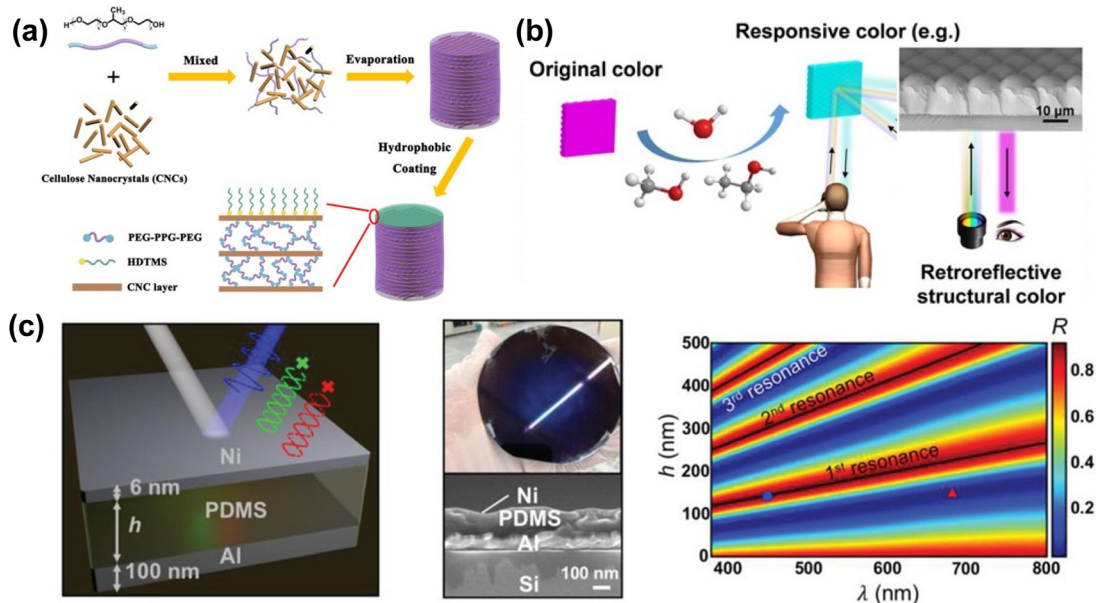 (a)
CH₃
H
O
O
O
OH
Mixed
Evaporation
+
Cellulose Nanocrystals (CNCs)
Hydrophobic
Coating
PEG-PPG-PEG
HDTMS
CNC layer
(b)
Responsive color (e.g.)
Original color
10 μm
Retroreflective
structural color
(c)
Ni
6 nm
PDMS
h
Al
100 nm
Ni
PDMS
Al
Si
100 nm
R
500
400
300
200
100
0
h (nm)
3rd resonance
2nd resonance
1st resonance
400
500
600
700
800
λ (nm)
0.8
0.6
0.4
0.2